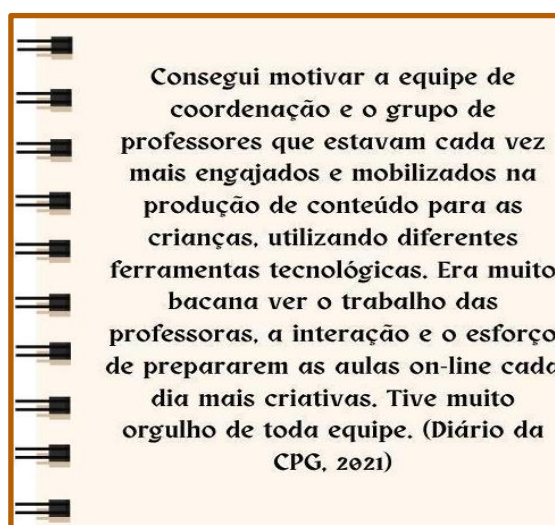 Consegui motivar a equipe de
coordenação e o grupo de
professores que estavam cada vez
mais engajados e mobilizados na
produção de conteúdo para as
crianças, utilizando diferentes
ferramentas tecnológicas. Era muito
bacana ver o trabalho das
professoras, a interação e o esforço
de prepararem as aulas on-line cada
dia mais criativas. Tive muito
orgulho de toda equipe. (Diário da
CPG, 2021)